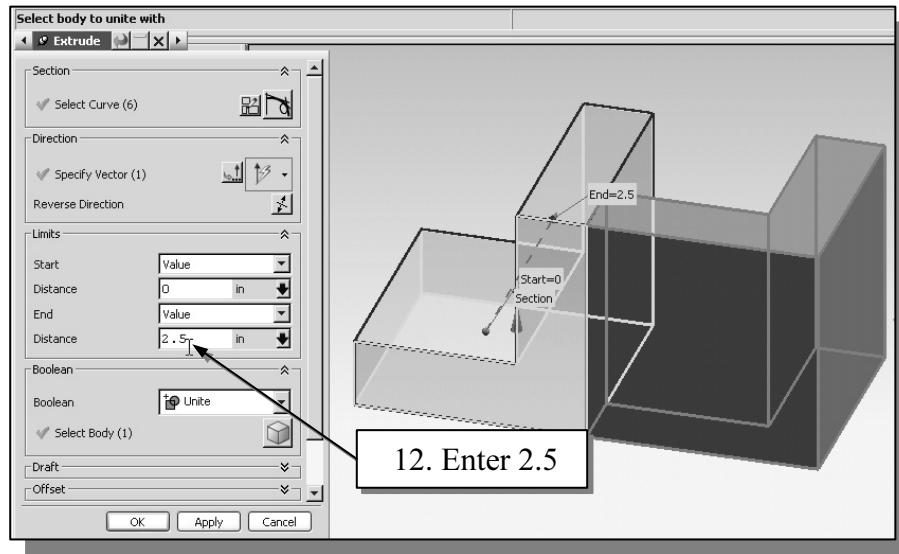 Select body to unite with
Extrude
Section
Select Curve (6)
Direction
Specify Vector (1)
Reverse Direction
Limits
Start Value
Distance 0 in
End Value
Distance 2.5 in
Boolean
Boolean Unite
Select Body (1)
Draft
Offset
OK Apply Cancel
End=2.5
Start=0
Section
12. Enter 2.5